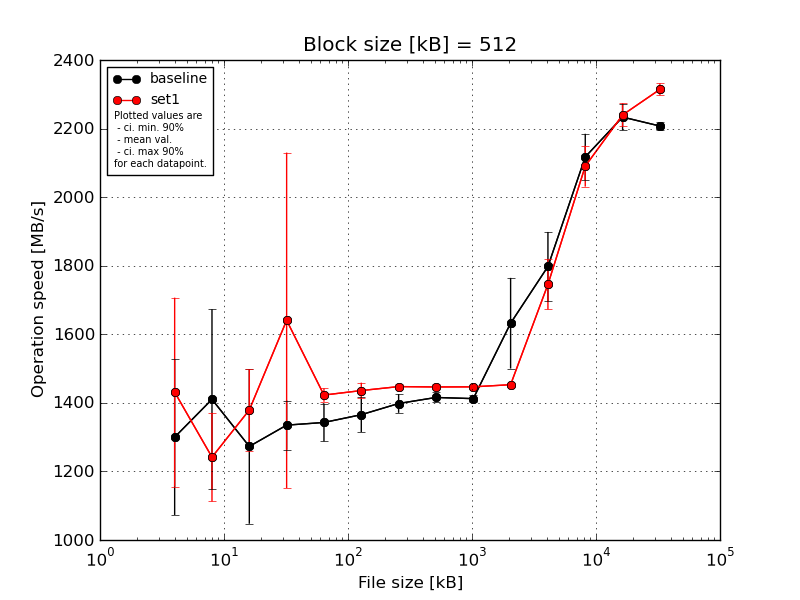 Block size [kB] = 512
2400
2200
2000
1800
1600
1400
1200
1000
Operation speed [MB/s]
baseline
set1
Plotted values are
- ci. min. 90%
- mean val.
- ci. max 90%
for each datapoint.
10^0 10^1 10^2 10^3 10^4 10^5
File size [kB]